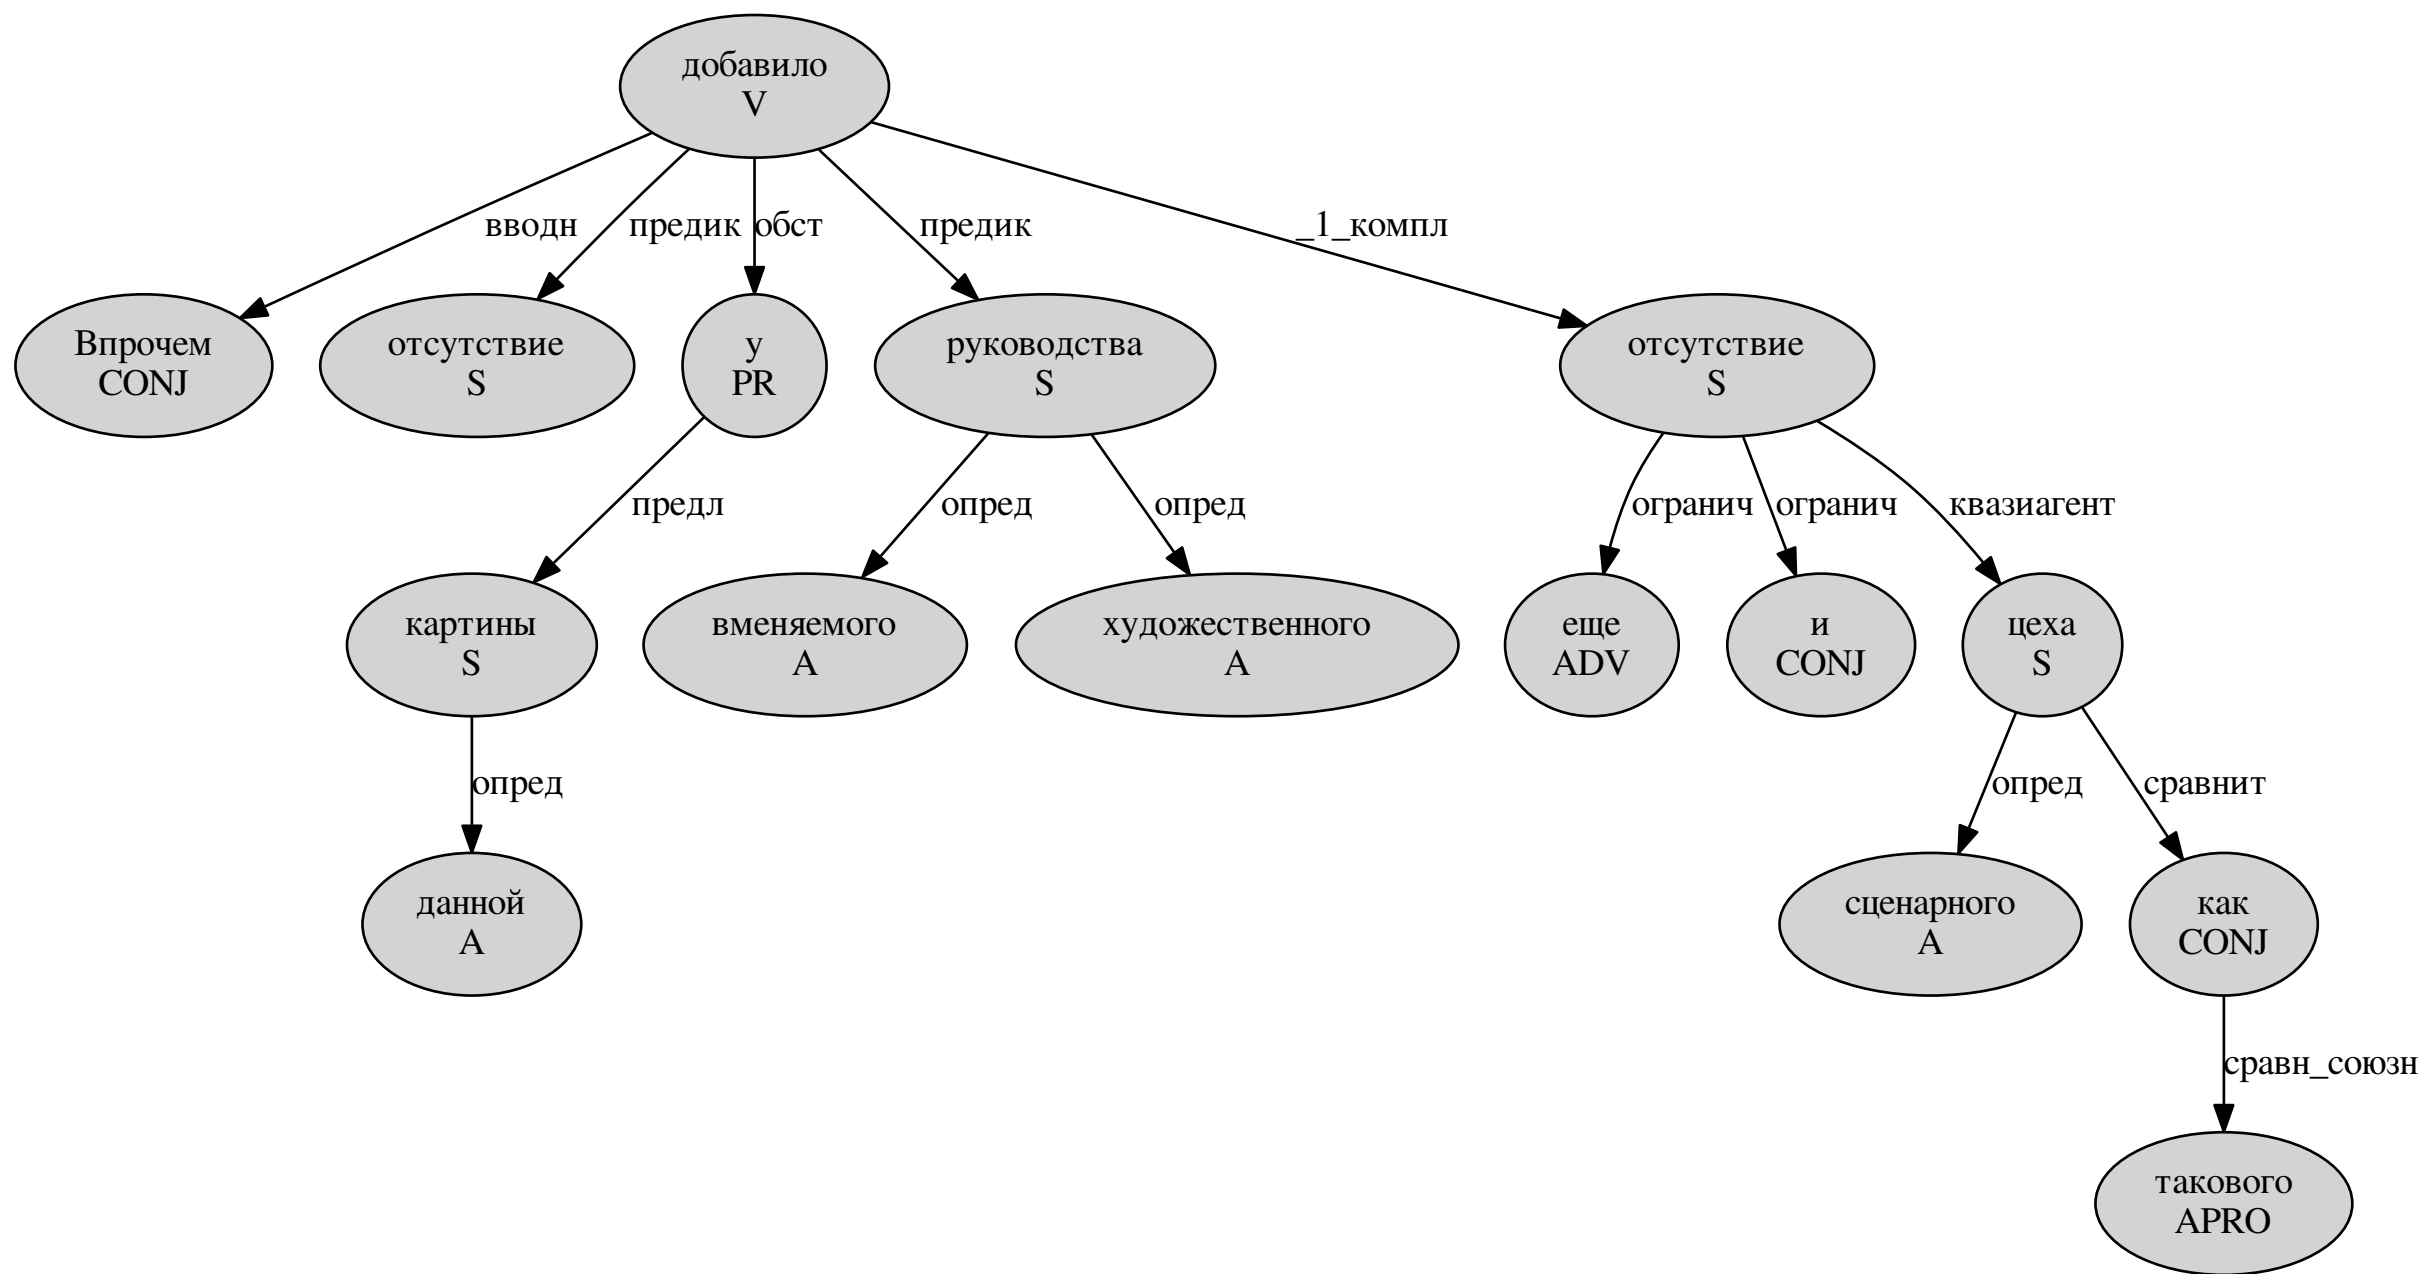 добавило
V
вводн
предик
обст
предик
_1_компл
Впрочем
CONJ
отсутствие
S
у
PR
руководства
S
отсутствие
S
предл
опред
опред
огранич
огранич
квазиагент
картины
S
вменяемого
A
художественного
A
еще
ADV
и
CONJ
цеха
S
опред
опред
сравнит
данной
A
сценарного
A
как
CONJ
сравн_союзн
такового
APRO